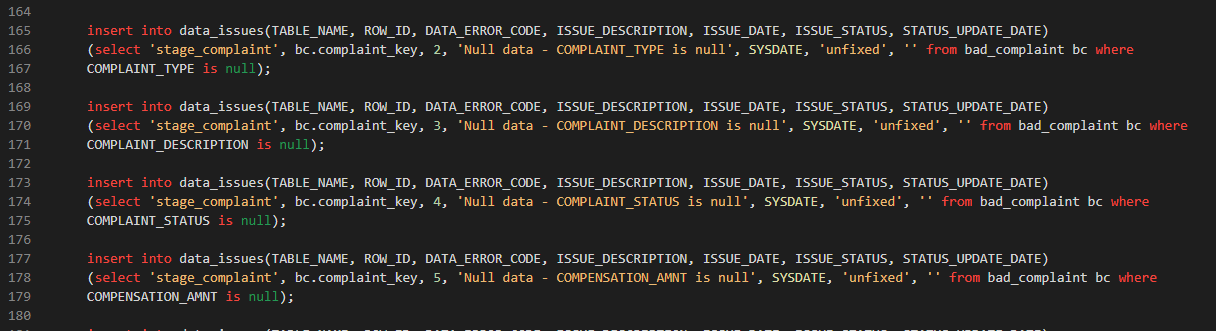 164
165 insert into data_issues(TABLE_NAME, ROW_ID, DATA_ERROR_CODE, ISSUE_DESCRIPTION, ISSUE_DATE, ISSUE_STATUS, STATUS_UPDATE_DATE)
166 (select 'stage_complaint', bc.complaint_key, 2, 'Null data - COMPLAINT_TYPE is null', SYSDATE, 'unfixed', '' from bad_complaint bc where
167 COMPLAINT_TYPE is null);
168
169 insert into data_issues(TABLE_NAME, ROW_ID, DATA_ERROR_CODE, ISSUE_DESCRIPTION, ISSUE_DATE, ISSUE_STATUS, STATUS_UPDATE_DATE)
170 (select 'stage_complaint', bc.complaint_key, 3, 'Null data - COMPLAINT_DESCRIPTION is null', SYSDATE, 'unfixed', '' from bad_complaint bc where
171 COMPLAINT_DESCRIPTION is null);
172
173 insert into data_issues(TABLE_NAME, ROW_ID, DATA_ERROR_CODE, ISSUE_DESCRIPTION, ISSUE_DATE, ISSUE_STATUS, STATUS_UPDATE_DATE)
174 (select 'stage_complaint', bc.complaint_key, 4, 'Null data - COMPLAINT_STATUS is null', SYSDATE, 'unfixed', '' from bad_complaint bc where
175 COMPLAINT_STATUS is null);
176
177 insert into data_issues(TABLE_NAME, ROW_ID, DATA_ERROR_CODE, ISSUE_DESCRIPTION, ISSUE_DATE, ISSUE_STATUS, STATUS_UPDATE_DATE)
178 (select 'stage_complaint', bc.complaint_key, 5, 'Null data - COMPENSATION_AMNT is null', SYSDATE, 'unfixed', '' from bad_complaint bc where
179 COMPENSATION_AMNT is null);
180